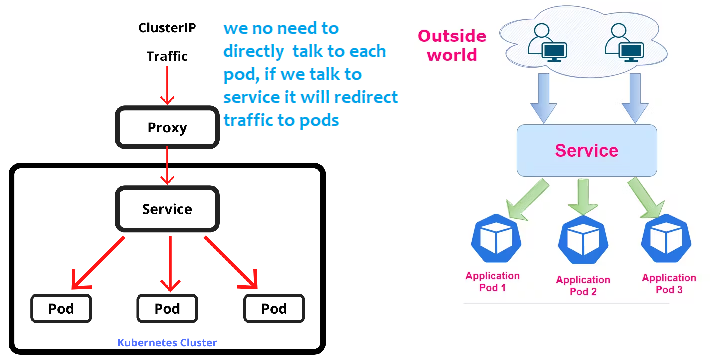 ClusterIP
Traffic
we no need to
directly talk to each
pod, if we talk to
service it will redirect
traffic to pods
Proxy
Service
Pod
Pod
Pod
Kubernetes Cluster
Outside
world
Service
Application
Pod 1
Application
Pod 2
Application
Pod 3